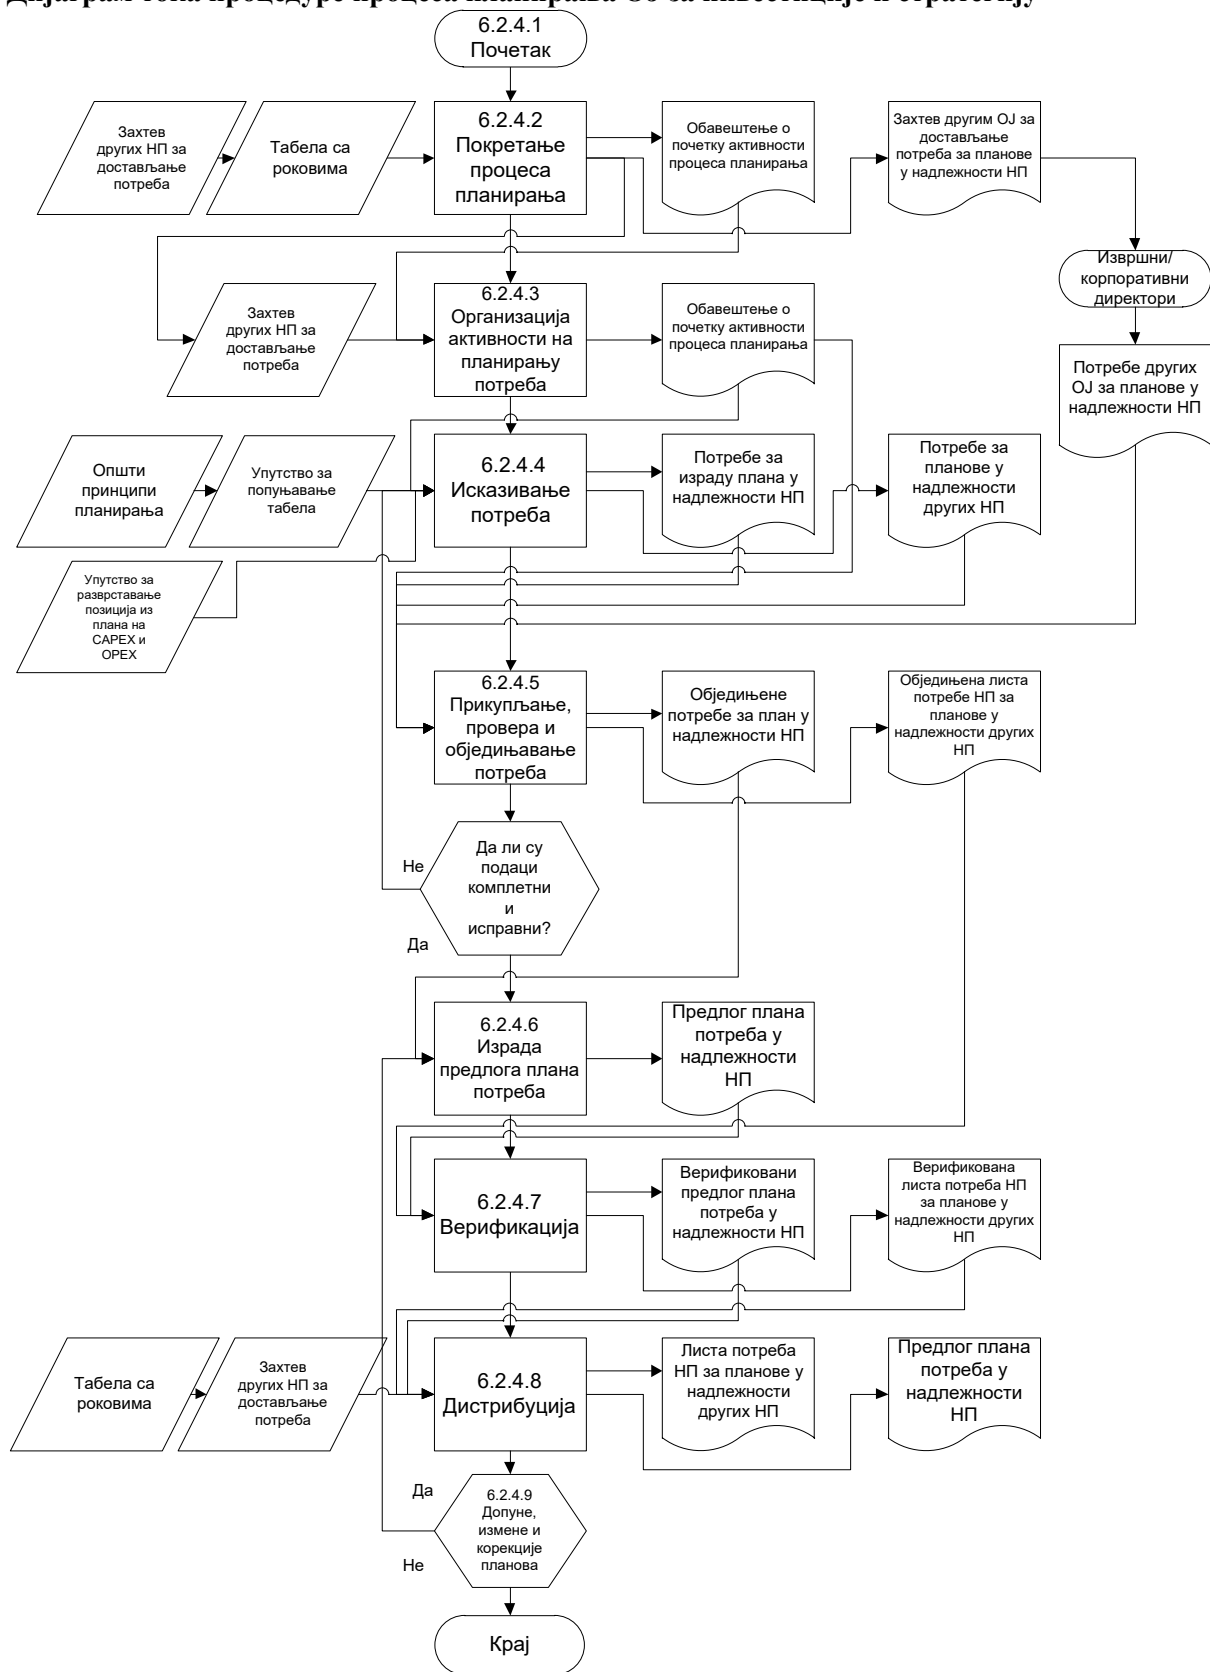 Дијаграм тока процедуре процеса планирања Со за инвестиције и стратегију
6.2.4.1
Почетак
Захтев
других НП за
достављање
потреба
Табела са
роковима
6.2.4.2
Покретање
процеса
планирања
Обавештење о
почетку активности
процеса планирања
Захтев другим ОЈ за
достављање
потреба за планове
у надлежности НП
Извршни/
корпоративни
директори
Захтев
других НП за
достављање
потреба
6.2.4.3
Организација
активности на
планирању
потреба
Обавештење о
почетку активности
процеса планирања
Потребе других
ОЈ за планове у
надлежности НП
Општи
принципи
планирања
Упутство за
попуњавање
табела
6.2.4.4
Исказивање
потреба
Потребе за
израду плана у
надлежности НП
Потребе за
планове у
надлежности
других НП
Упутство за
разврставање
позиција из
плана на
CAPEX и
OPEX
6.2.4.5
Прикупљање,
провера и
обједињавање
потреба
Обједињене
потребе за план у
надлежности НП
Обједињена листа
потребе НП за
планове у
надлежности других
НП
Да ли су
подаци
комплетни
и
исправни?
Не
Да
6.2.4.6
Израда
предлога плана
потреба
Предлог плана
потреба у
надлежности
НП
6.2.4.7
Верификација
Верификовани
предлог плана
потреба у
надлежности НП
Верификована
листа потреба НП
за планове у
надлежности других
НП
Табела са
роковима
Захтев
других НП за
достављање
потреба
6.2.4.8
Дистрибуција
Листа потреба
НП за планове у
надлежности
других НП
Предлог плана
потреба у
надлежности
НП
Да
6.2.4.9
Допуне,
измене и
корекције
планова
Не
Крај